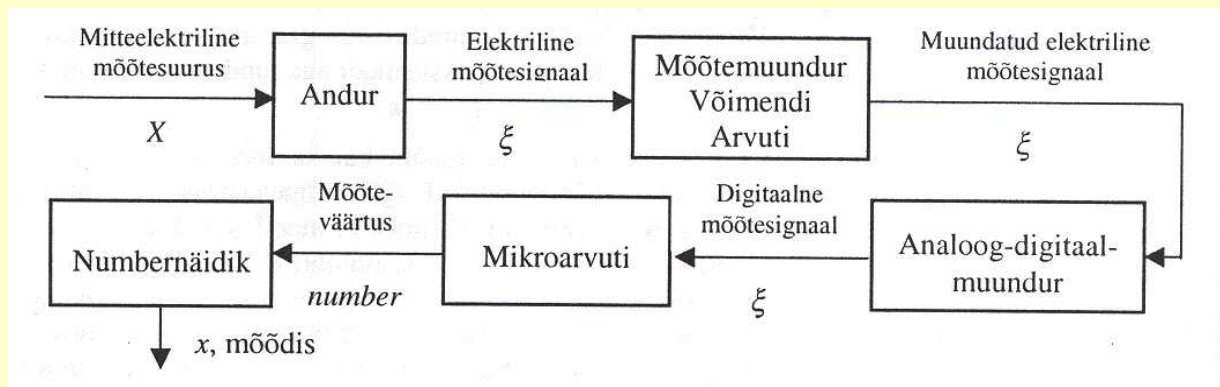 Mitteelektriline
mõõtesuurus
X
Andur
Elektriline
mõõtesignaal
ξ
Mõõtemuundur
Võimendi
Arvuti
Muundatud elektriline
mõõtesignaal
ξ
Analoog-digitaal-
muundur
Digitaalne
mõõtesignaal
ξ
Mikroarvuti
Mõõte-
väärtus
number
Numbernäidik
x, mõõdis